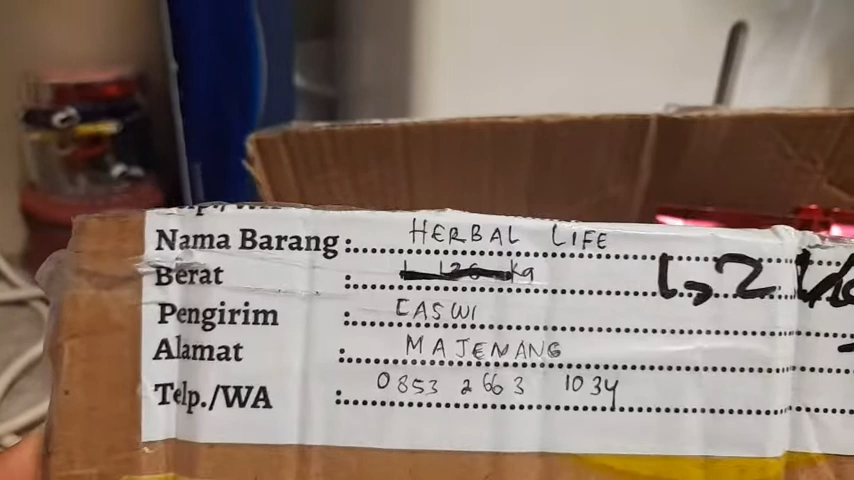 Nama Barang : HERBAL LIFE
Berat : kg 1,2
Pengirim : CASWI
Alamat : MAJENANG
Telp./WA : 0853 2663 1034